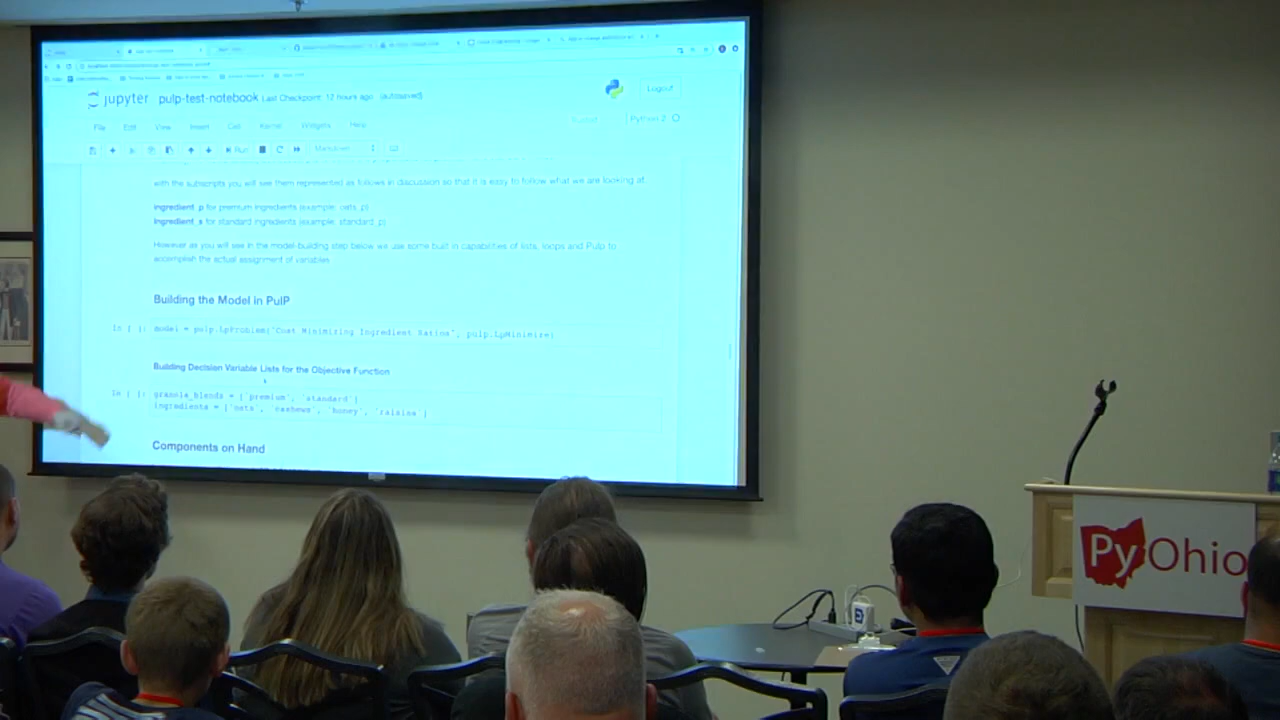 jupyter pulp-test-notebook Last Checkpoint: 17 hours ago (autosaved)
Logout
File Edit View Insert Cell Kernel Widgets Help
Python 2
Run Markdown
with the subscripts you will see them represented as follows in discussion so that it is easy to follow what we are looking at
Ingredient_p for premium ingredients (example, oats_p)
Ingredient_s for standard ingredients (example, standard_p)
However as you will see in the model-building step below we use some built in capabilities of lists, loops and Pulp to
accomplish the actual assignment of variables
Building the Model in PulP
In [ ]: model = pulp.LpProblem("Cost Minimizing Ingredient Ratios", pulp.LpMinimize)
Building Decision Variable Lists for the Objective Function
In [ ]: granola_blends = ['premium', 'standard']
ingredients = ['oats', 'cashews', 'honey', 'raisins']
Components on Hand
PyOhio